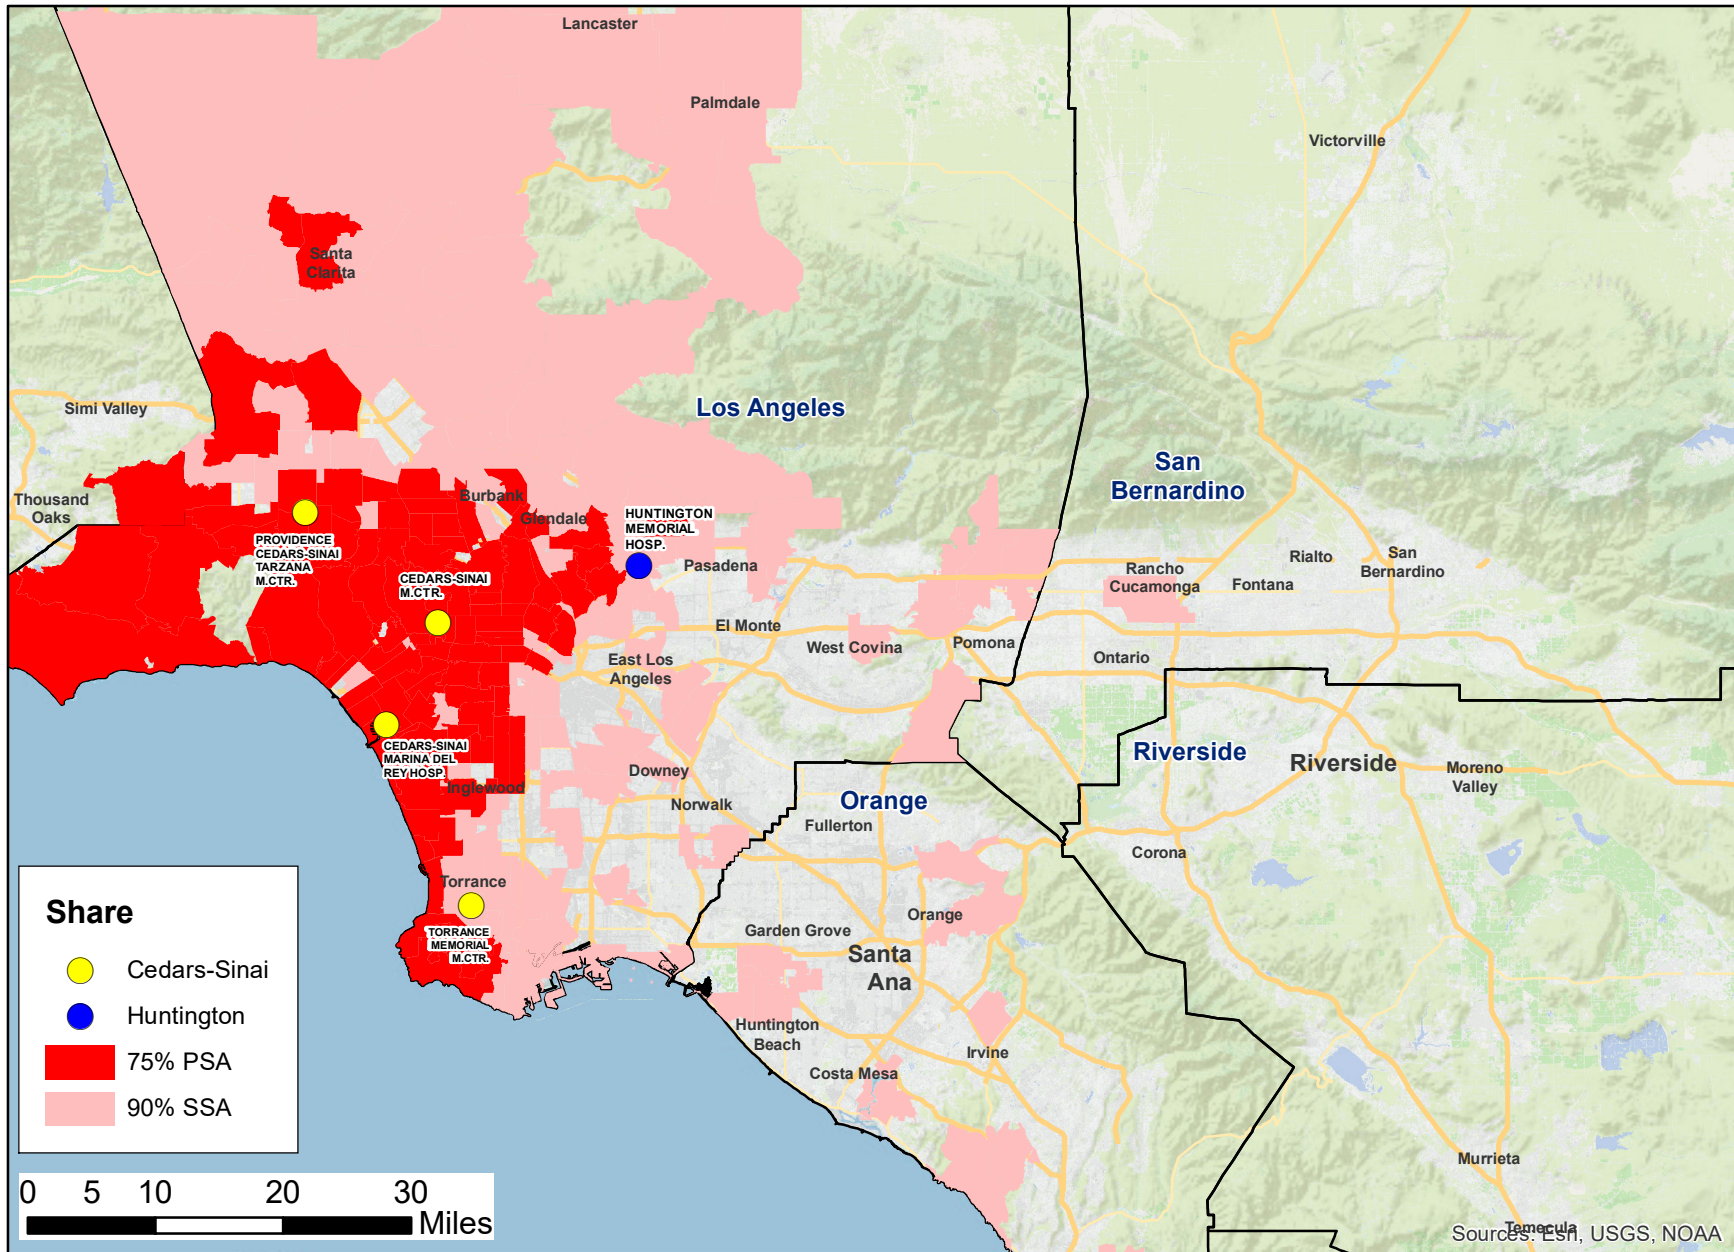 Lancaster
Palmdale
Victorville
Santa
Clarita
Simi Valley
Los Angeles
San
Bernardino
Thousand
Oaks
Burbank
Glendale
HUNTINGTON
MEMORIAL
HOSP.
PROVIDENCE
CEDARS-SINAI
TARZANA
M.CTR.
CEDARS-SINAI
M.CTR.
Pasadena
Rancho
Cucamonga
Fontana
Rialto
San
Bernardino
El Monte
West Covina
Pomona
Ontario
East Los
Angeles
CEDARS-SINAI
MARINA DEL
REY HOSP.
Inglewood
Downey
Norwalk
Riverside
Riverside
Moreno
Valley
Orange
Fullerton
Corona
Torrance
TORRANCE
MEMORIAL
M.CTR.
Garden Grove
Orange
Santa
Ana
Huntington
Beach
Irvine
Costa Mesa
Murrieta
Temecula
Share
Cedars-Sinai
Huntington
75% PSA
90% SSA
0 5 10 20 30
Miles
Sources: Esri, USGS, NOAA